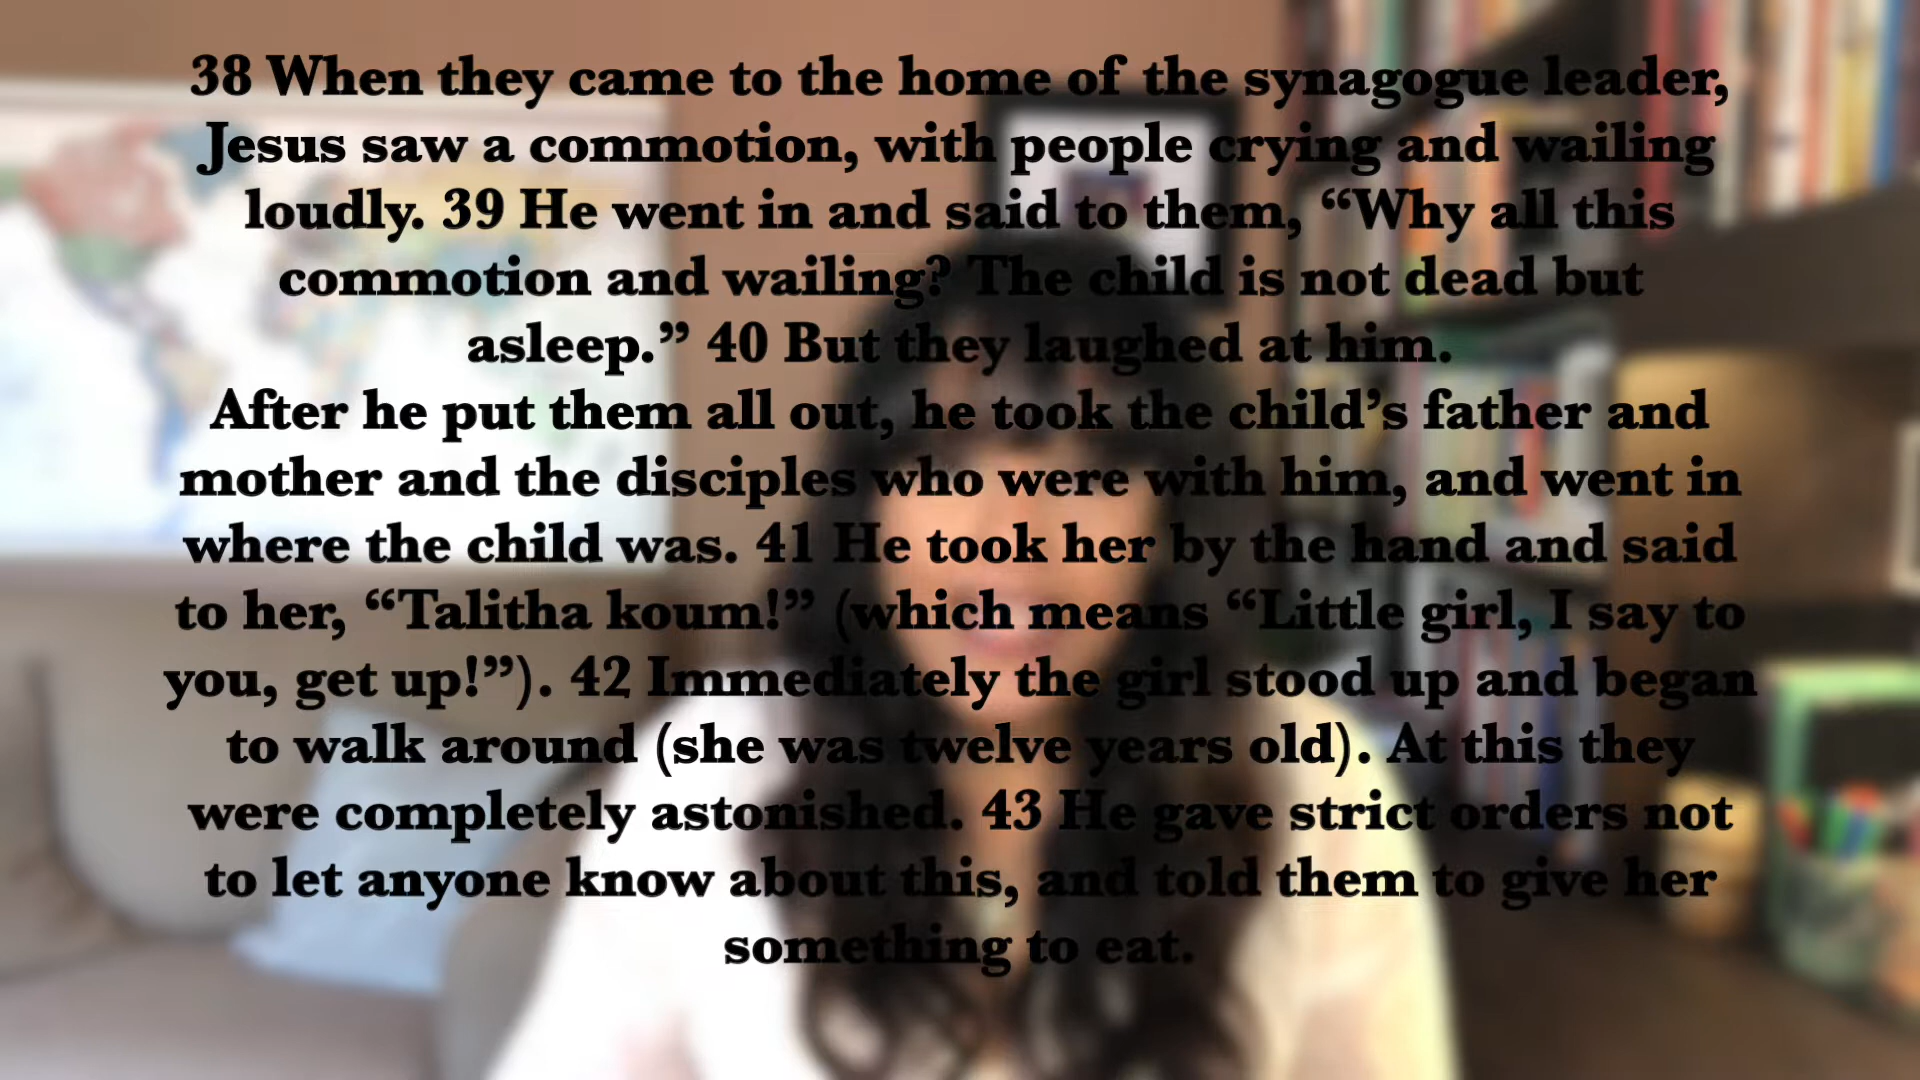 38 When they came to the home of the synagogue leader,
Jesus saw a commotion, with people crying and wailing
loudly. 39 He went in and said to them, “Why all this
commotion and wailing? The child is not dead but
asleep.” 40 But they laughed at him.
After he put them all out, he took the child’s father and
mother and the disciples who were with him, and went in
where the child was. 41 He took her by the hand and said
to her, “Talitha koum!” (which means “Little girl, I say to
you, get up!”). 42 Immediately the girl stood up and began
to walk around (she was twelve years old). At this they
were completely astonished. 43 He gave strict orders not
to let anyone know about this, and told them to give her
something to eat.